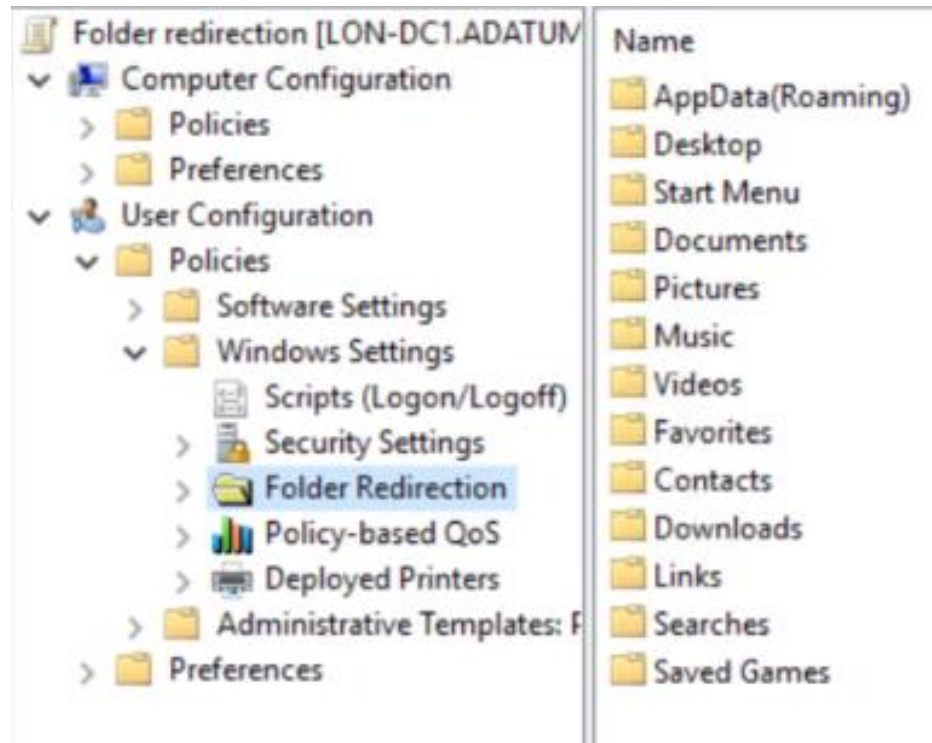 Folder redirection [LON-DC1.ADATUM
Computer Configuration
Policies
Preferences
User Configuration
Policies
Software Settings
Windows Settings
Scripts (Logon/Logoff)
Security Settings
Folder Redirection
Policy-based QoS
Deployed Printers
Administrative Templates: P
Preferences
Name
AppData(Roaming)
Desktop
Start Menu
Documents
Pictures
Music
Videos
Favorites
Contacts
Downloads
Links
Searches
Saved Games